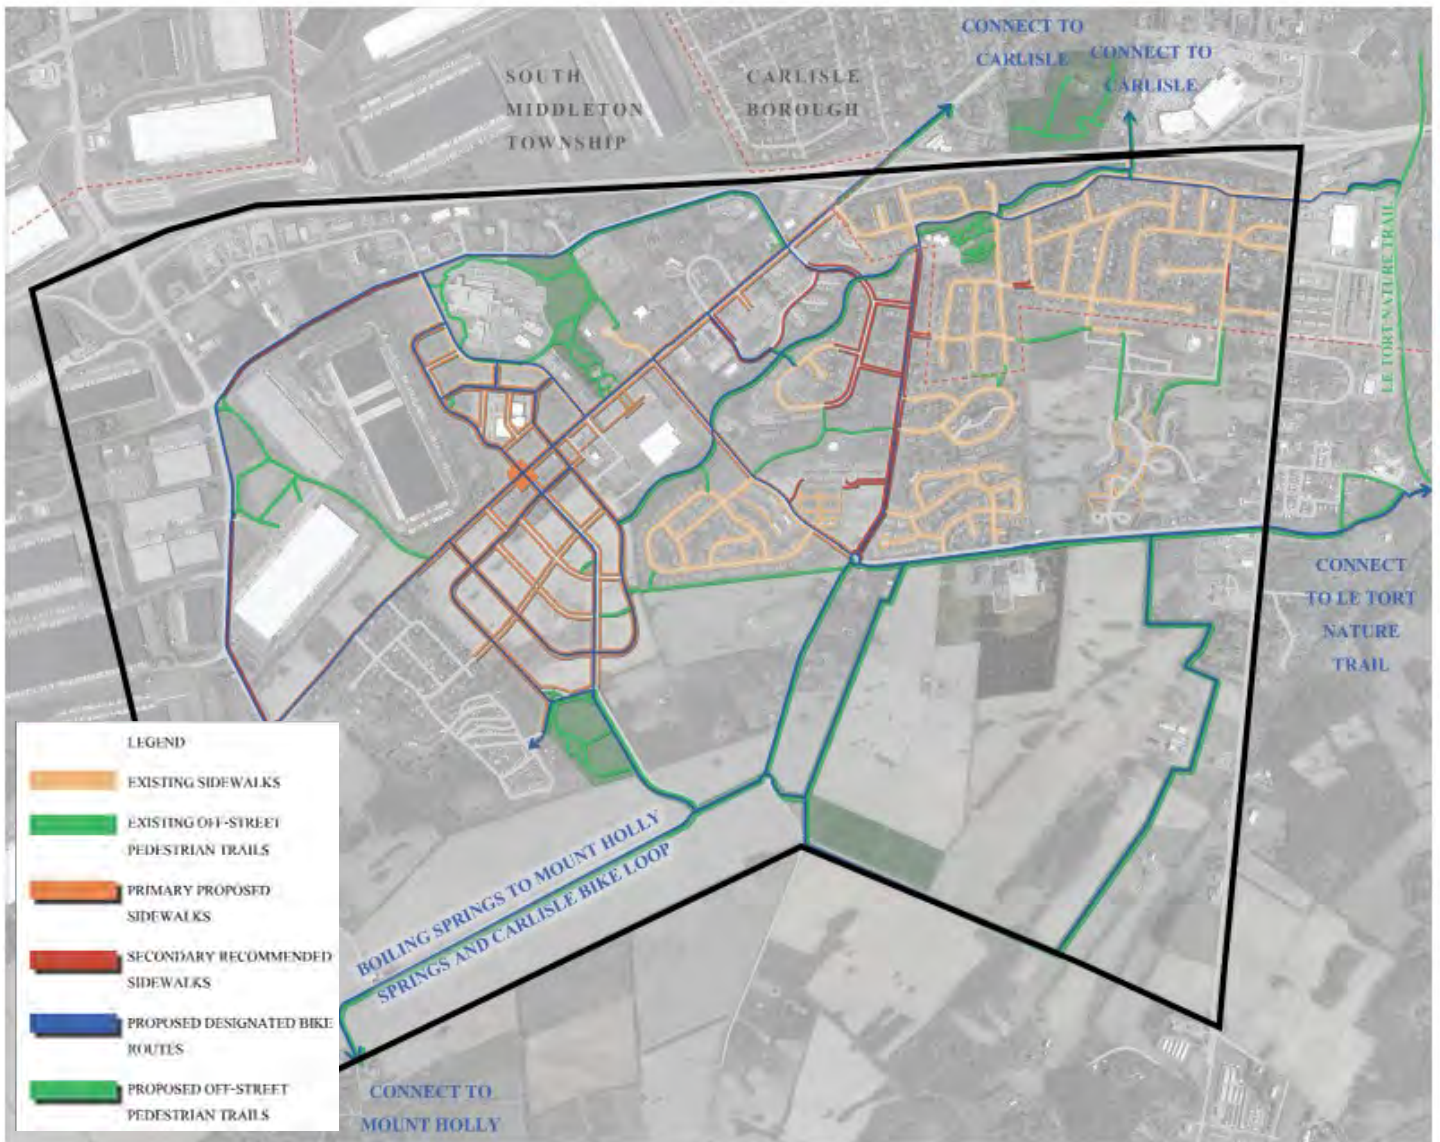 CONNECT TO
CARLISLE
CONNECT TO
CARLISLE
SOUTH
MIDDLETON
TOWNSHIP
CARLISLE
BOROUGH
LE TORT NATURE TRAIL
CONNECT
TO LE TORT
NATURE
TRAIL
LEGEND
EXISTING SIDEWALKS
EXISTING OFF-STREET
PEDESTRIAN TRAILS
PRIMARY PROPOSED
SIDEWALKS
SECONDARY RECOMMENDED
SIDEWALKS
PROPOSED DESIGNATED BIKE
ROUTES
PROPOSED OFF-STREET
PEDESTRIAN TRAILS
BOILING SPRINGS TO MOUNT HOLLY
SPRINGS AND CARLISLE BIKE LOOP
CONNECT TO
MOUNT HOLLY